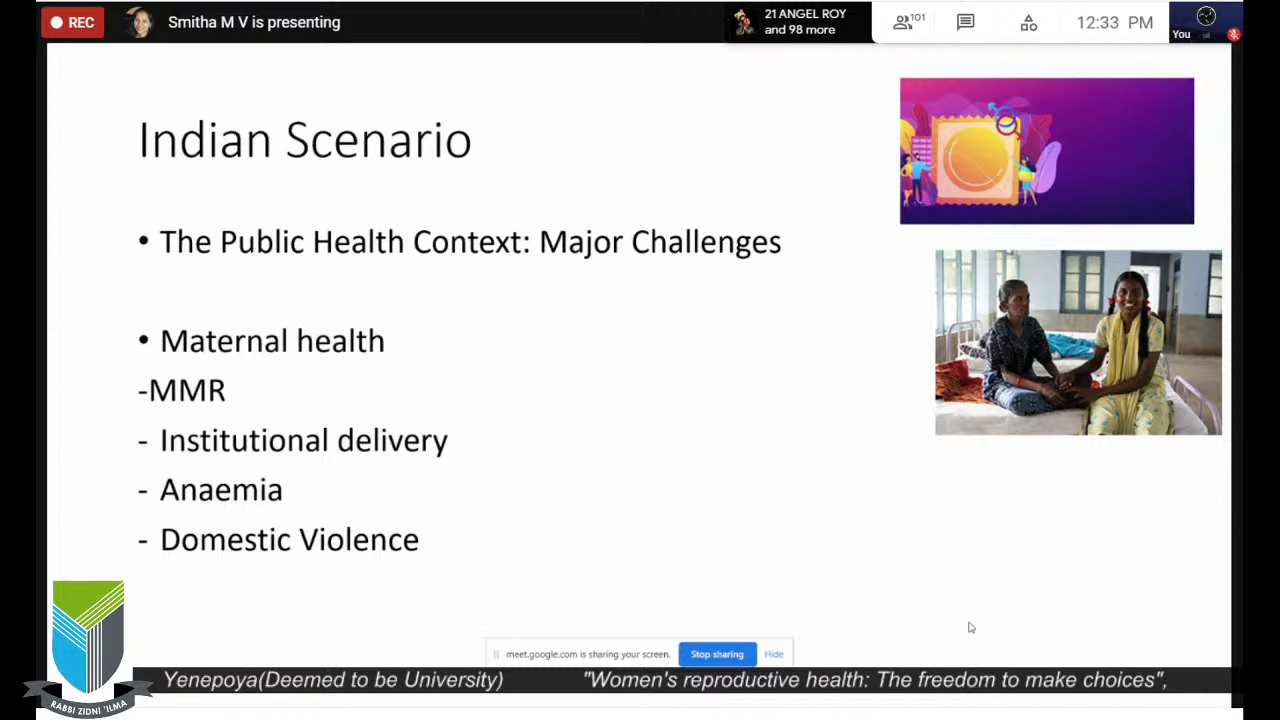 REC
Smitha M V is presenting
21 ANGEL ROY
and 98 more
101
12:33 PM
You
Indian Scenario
• The Public Health Context: Major Challenges
• Maternal health
-MMR
- Institutional delivery
- Anaemia
- Domestic Violence
meet.google.com is sharing your screen.
Stop sharing
Hide
Yenepoya(Deemed to be University)
"Women's reproductive health: The freedom to make choices",
RABBI ZIDNI 'ILMA